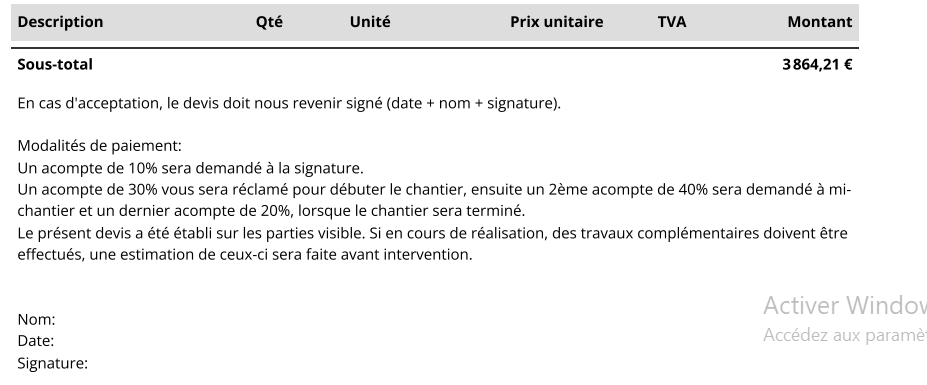 Description Qté Unité Prix unitaire TVA Montant
Sous-total 3 864,21 €
En cas d'acceptation, le devis doit nous revenir signé (date + nom + signature).
Modalités de paiement:
Un acompte de 10% sera demandé à la signature.
Un acompte de 30% vous sera réclamé pour débuter le chantier, ensuite un 2ème acompte de 40% sera demandé à mi-
chantier et un dernier acompte de 20%, lorsque le chantier sera terminé.
Le présent devis a été établi sur les parties visible. Si en cours de réalisation, des travaux complémentaires doivent être
effectués, une estimation de ceux-ci sera faite avant intervention.
Activer Window
Nom:
Accédez aux paramèt
Date:
Signature: